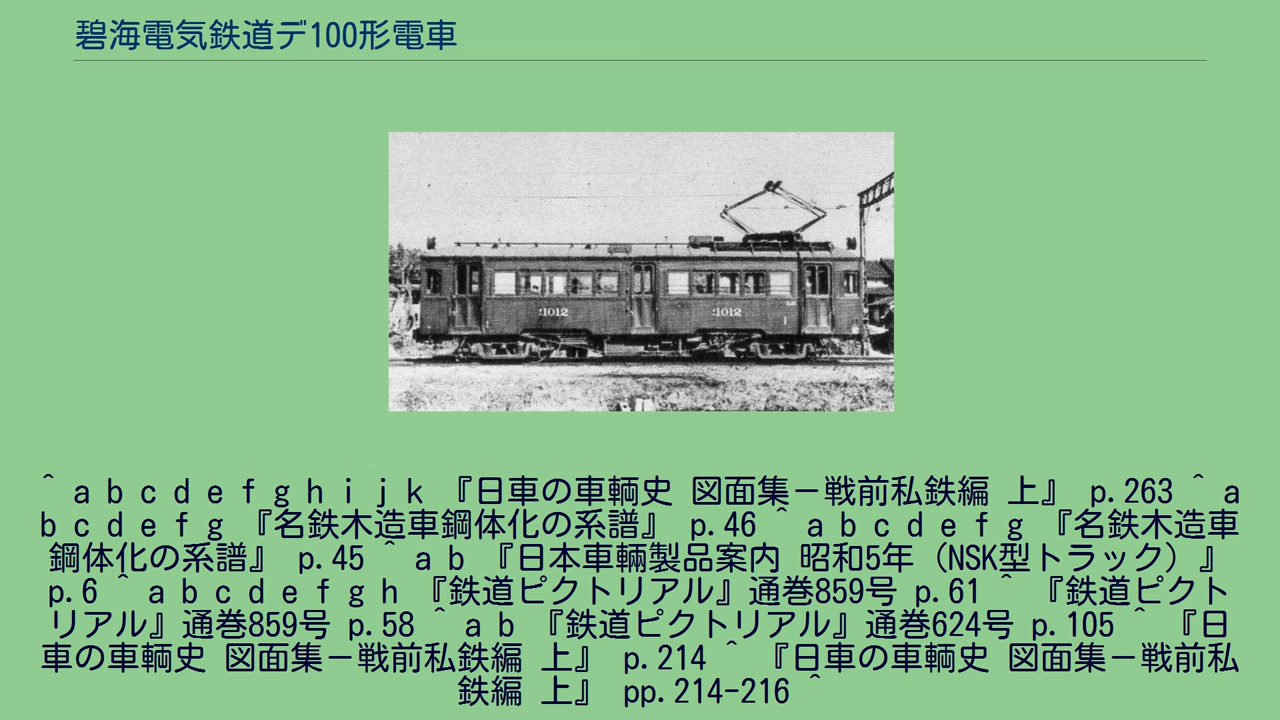 碧海電気鉄道デ100形電車
:1012
:1012
^ a b c d e f g h i j k 『日車の車輌史 図面集－戦前私鉄編 上』 p.263 ^ a
b c d e f g 『名鉄木造車鋼体化の系譜』 p.46 ^ a b c d e f g 『名鉄木造車
鋼体化の系譜』 p.45 ^ a b 『日本車輛製品案内 昭和5年（NSK型トラック）』
p.6 ^ a b c d e f g h 『鉄道ピクトリアル』通巻859号 p.61 ^ 『鉄道ピクト
リアル』通巻859号 p.58 ^ a b 『鉄道ピクトリアル』通巻624号 p.105 ^ 『日
車の車輌史 図面集－戦前私鉄編 上』 p.214 ^ 『日車の車輌史 図面集－戦前私
鉄編 上』 pp.214-216 ^